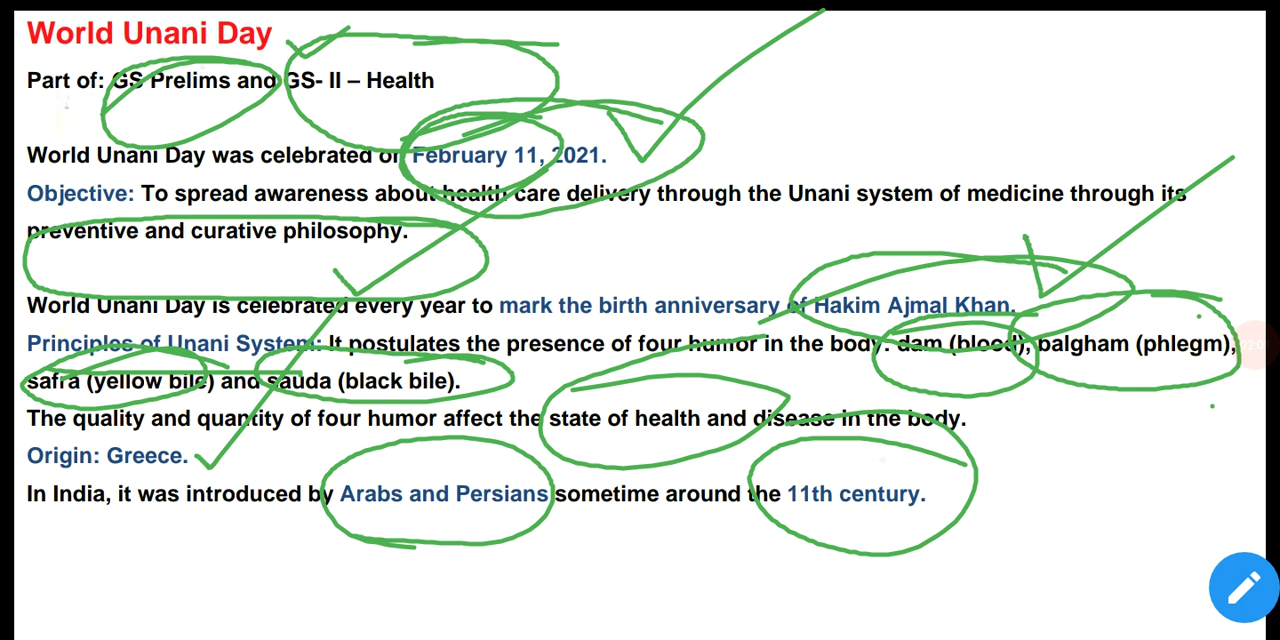 World Unani Day
Part of: GS Prelims and GS- II – Health
World Unani Day was celebrated on February 11, 2021.
Objective: To spread awareness about health care delivery through the Unani system of medicine through its
preventive and curative philosophy.
World Unani Day is celebrated every year to mark the birth anniversary of Hakim Ajmal Khan.
Principles of Unani System: It postulates the presence of four humor in the body: dam (blood), balgham (phlegm),
safra (yellow bile) and sauda (black bile).
The quality and quantity of four humor affect the state of health and disease in the body.
Origin: Greece.
In India, it was introduced by Arabs and Persians sometime around the 11th century.